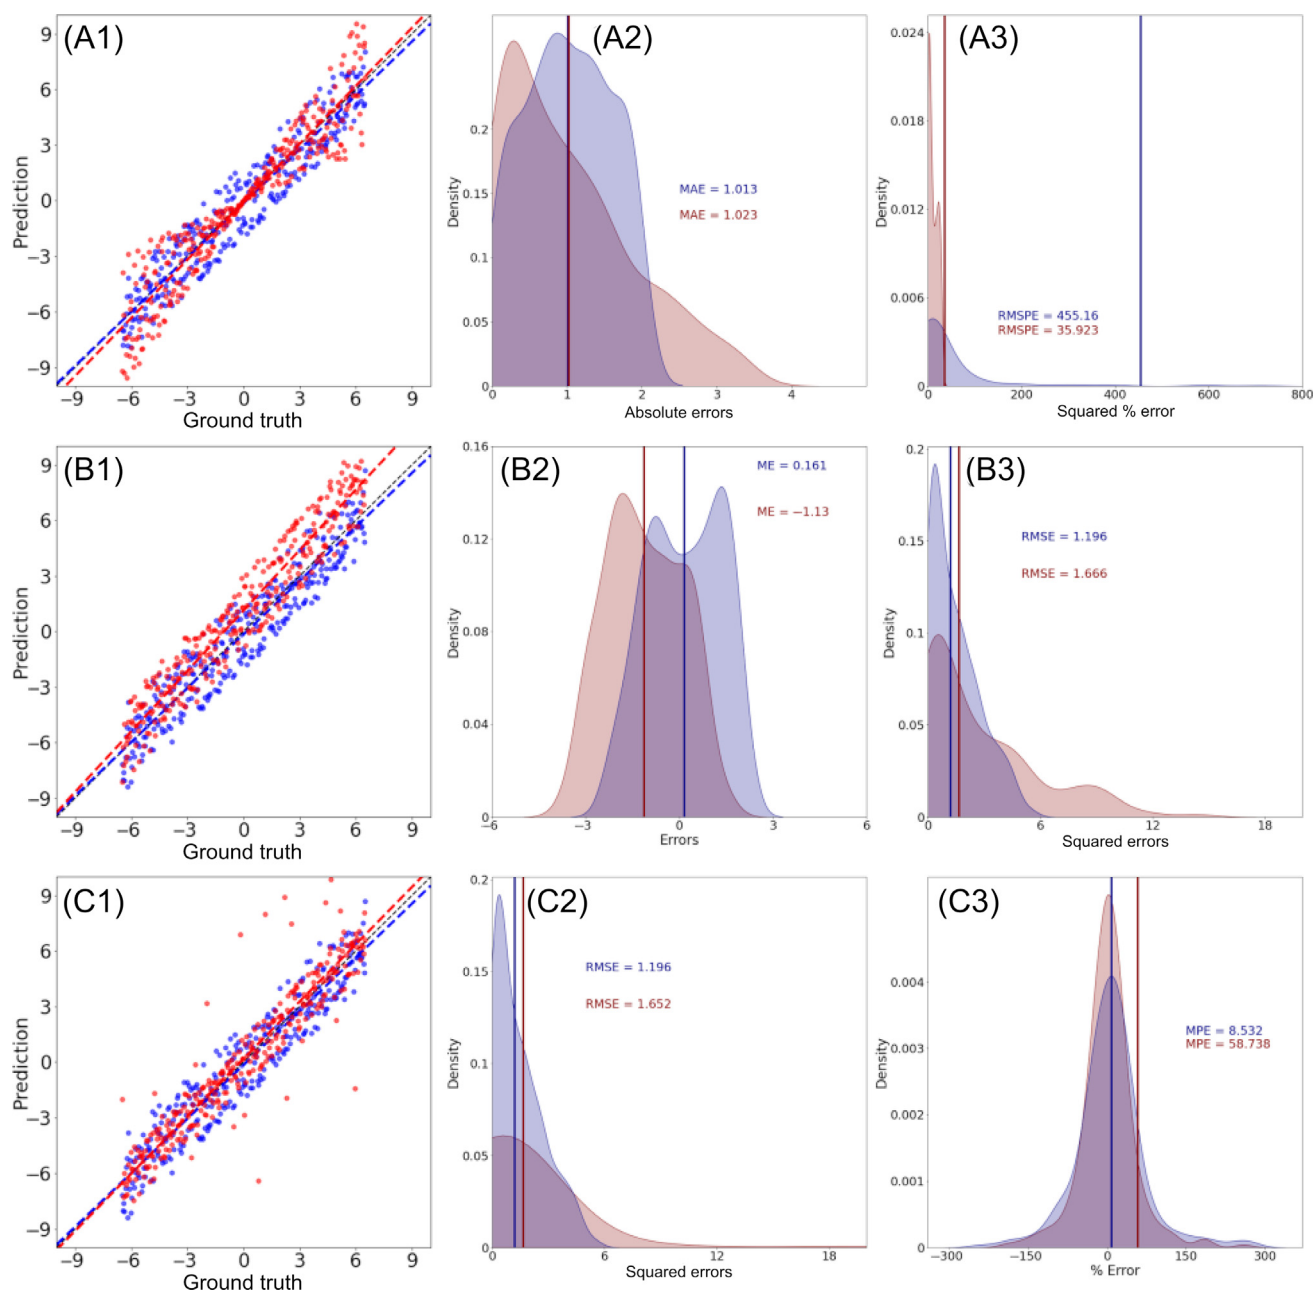 (A1)
9
6
3
0
−3
−6
−9
−9 −6 −3 0 3 6 9
Prediction
Ground truth
(A2)
0.2
0.15
0.1
0.05
0
0 1 2 3 4
Density
Absolute errors
MAE = 1.013
MAE = 1.023
(A3)
0.024
0.018
0.012
0.006
0
0 200 400 600 800
Density
Squared % error
RMSPE = 455.16
RMSPE = 35.923
(B1)
9
6
3
0
−3
−6
−9
−9 −6 −3 0 3 6 9
Prediction
Ground truth
(B2)
0.16
0.12
0.08
0.04
0
−6 −3 0 3 6
Density
Errors
ME = 0.161
ME = −1.13
(B3)
0.2
0.15
0.1
0.05
0
0 6 12 18
Density
Squared errors
RMSE = 1.196
RMSE = 1.666
(C1)
9
6
3
0
−3
−6
−9
−9 −6 −3 0 3 6 9
Prediction
Ground truth
(C2)
0.2
0.15
0.1
0.05
0
0 6 12 18
Density
Squared errors
RMSE = 1.196
RMSE = 1.652
(C3)
0.004
0.003
0.002
0.001
0
−300 −150 0 150 300
Density
% Error
MPE = 8.532
MPE = 58.738